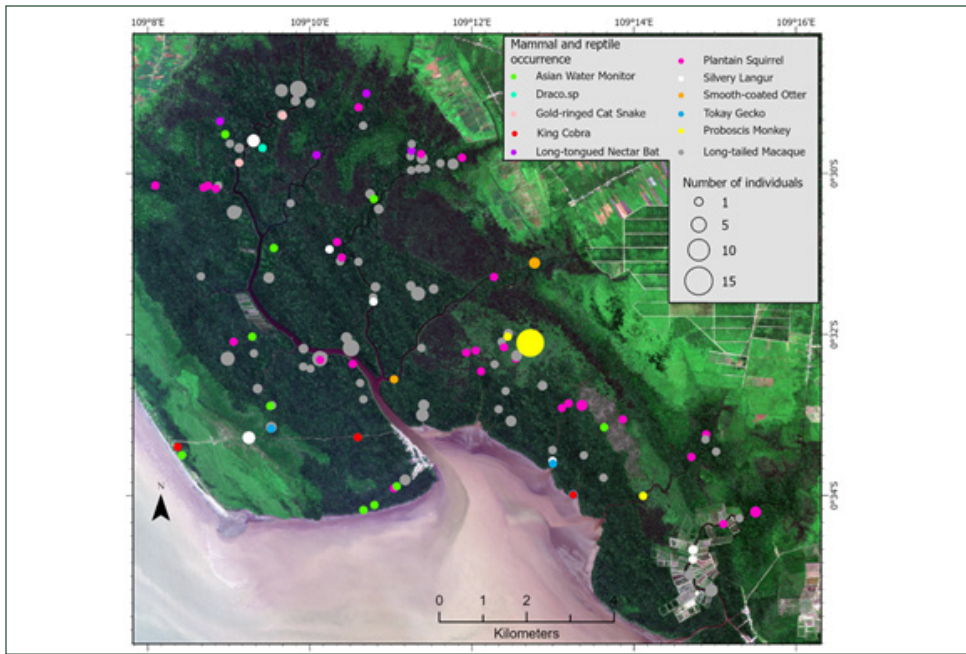 109°8'E 109°10'E 109°12'E 109°14'E 109°16'E
Mammal and reptile
occurrence
Asian Water Monitor
Draco.sp
Gold-ringed Cat Snake
King Cobra
Long-tongued Nectar Bat
Plantain Squirrel
Silvery Langur
Smooth-coated Otter
Tokay Gecko
Proboscis Monkey
Long-tailed Macaque
Number of individuals
1
5
10
15
0°30'S
0°32'S
0°34'S
N
0 1 2 3 4
Kilometers